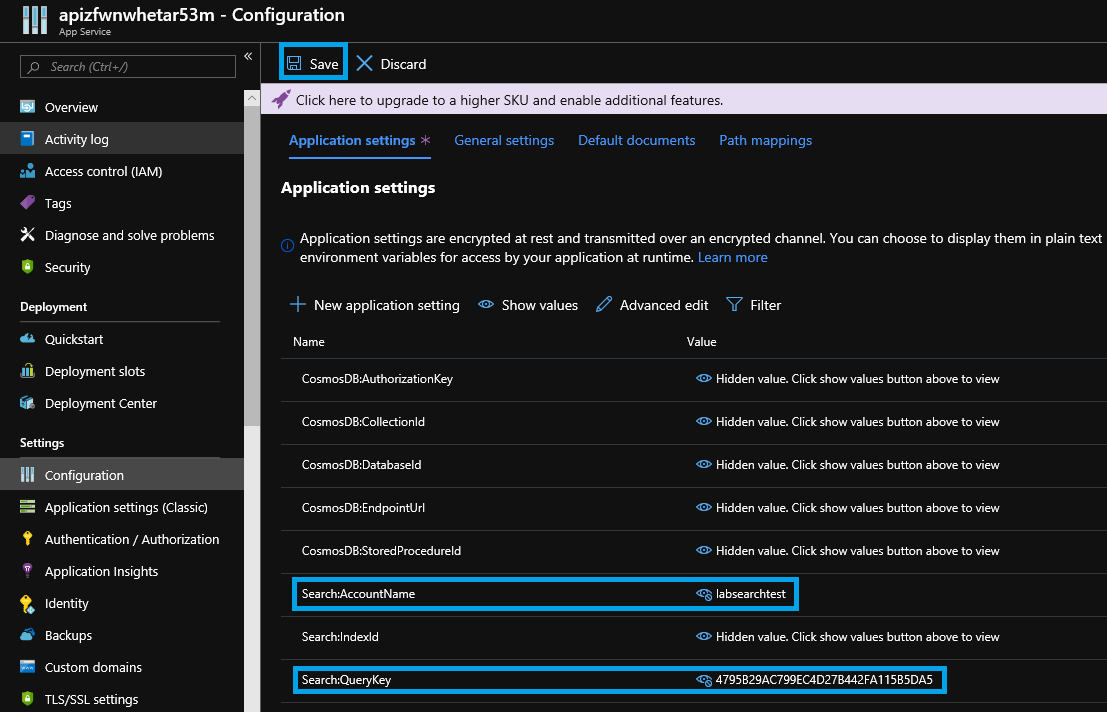 apizfwnwhetar53m - Configuration
App Service
Search (Ctrl+/)
«
Overview
Activity log
Access control (IAM)
Tags
Diagnose and solve problems
Security
Deployment
Quickstart
Deployment slots
Deployment Center
Settings
Configuration
Application settings (Classic)
Authentication / Authorization
Application Insights
Identity
Backups
Custom domains
TLS/SSL settings
Save Discard
Click here to upgrade to a higher SKU and enable additional features.
Application settings * General settings Default documents Path mappings
Application settings
Application settings are encrypted at rest and transmitted over an encrypted channel. You can choose to display them in plain text
environment variables for access by your application at runtime. Learn more
New application setting Show values Advanced edit Filter
Name Value
CosmosDB:AuthorizationKey Hidden value. Click show values button above to view
CosmosDB:CollectionId Hidden value. Click show values button above to view
CosmosDB:DatabaseId Hidden value. Click show values button above to view
CosmosDB:EndpointUrl Hidden value. Click show values button above to view
CosmosDB:StoredProcedureId Hidden value. Click show values button above to view
Search:AccountName labsearchtest
Search:IndexId Hidden value. Click show values button above to view
Search:QueryKey 4795B29AC799EC4D27B442FA115B5DA5